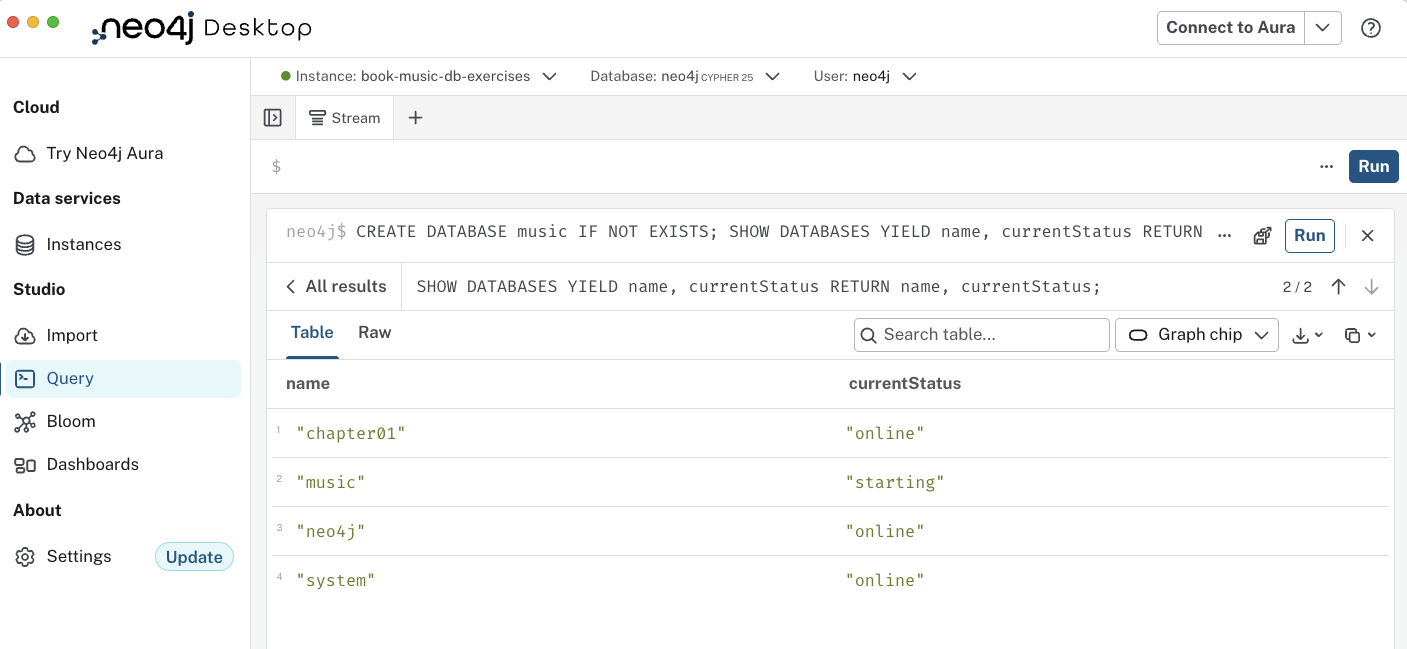 neo4j Desktop
Connect to Aura
Instance: book-music-db-exercises
Database: neo4j CYPHER 25
User: neo4j
Cloud
Try Neo4j Aura
Data services
Instances
Studio
Import
Query
Bloom
Dashboards
About
Settings Update
Stream
$
... Run
neo4j$ CREATE DATABASE music IF NOT EXISTS; SHOW DATABASES YIELD name, currentStatus RETURN ... Run
All results SHOW DATABASES YIELD name, currentStatus RETURN name, currentStatus; 2/2
Table Raw Search table... Graph chip
name currentStatus
1 "chapter01" "online"
2 "music" "starting"
3 "neo4j" "online"
4 "system" "online"